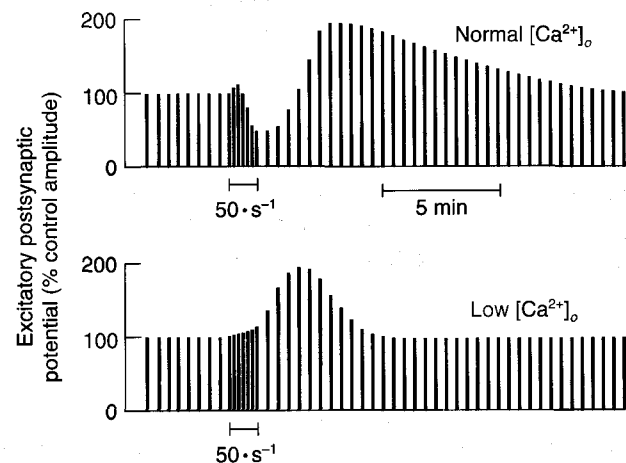 Excitatory postsynaptic
potential (% control amplitude)
200
100
0
Normal [Ca²⁺]ₒ
50 • s⁻¹
5 min
200
100
0
Low [Ca²⁺]ₒ
50 • s⁻¹